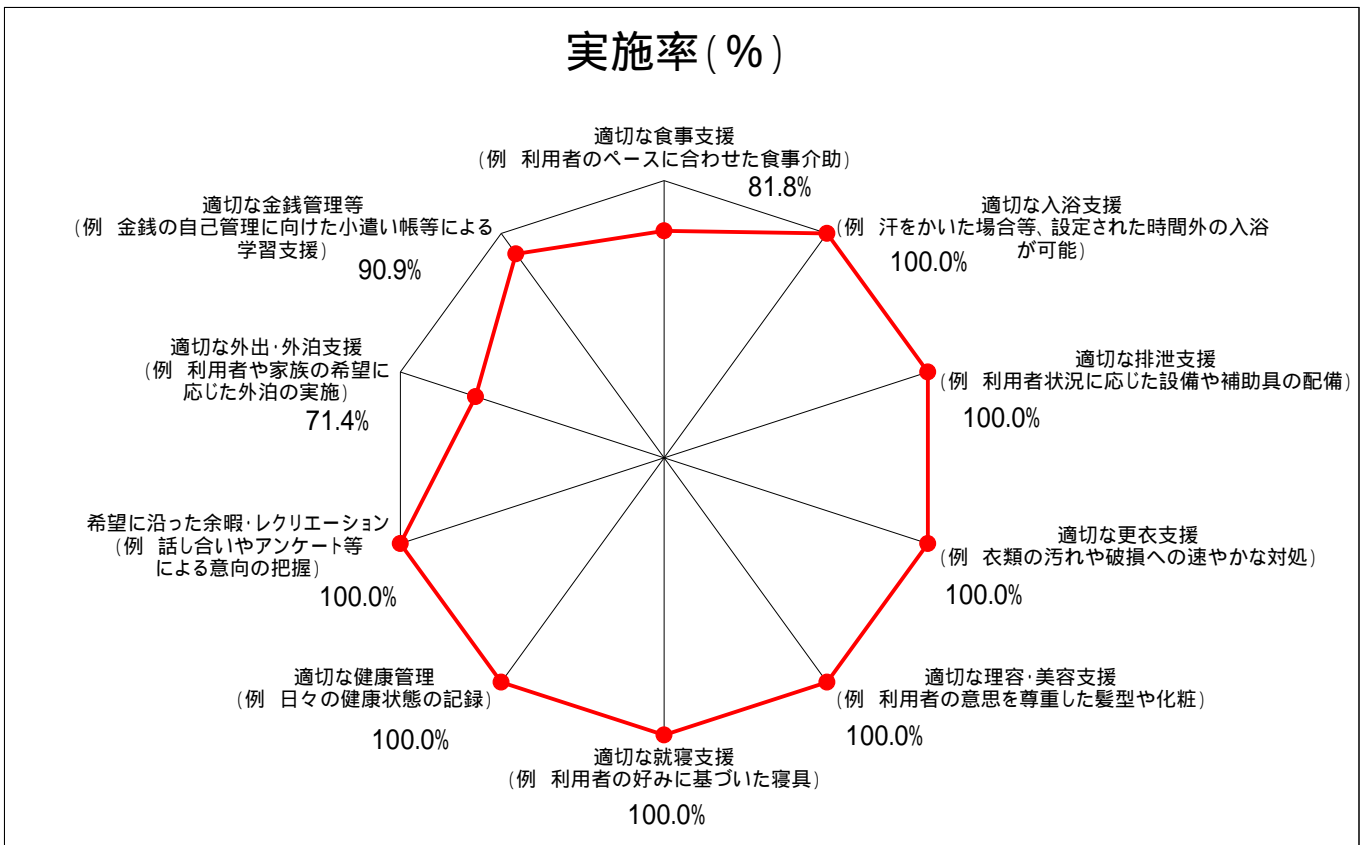 実施率(%)
適切な食事支援
(例 利用者のペースに合わせた食事介助)
81.8%
適切な入浴支援
(例 汗をかいた場合等、設定された時間外の入浴
が可能)
100.0%
適切な排泄支援
(例 利用者状況に応じた設備や補助具の配備)
100.0%
適切な更衣支援
(例 衣類の汚れや破損への速やかな対処)
100.0%
適切な理容･美容支援
(例 利用者の意思を尊重した髪型や化粧)
100.0%
適切な就寝支援
(例 利用者の好みに基づいた寝具)
100.0%
適切な健康管理
(例 日々の健康状態の記録)
100.0%
希望に沿った余暇･レクリエーション
(例 話し合いやアンケート等
による意向の把握)
100.0%
適切な外出･外泊支援
(例 利用者や家族の希望に
応じた外泊の実施)
71.4%
適切な金銭管理等
(例 金銭の自己管理に向けた小遣い帳等による
学習支援)
90.9%